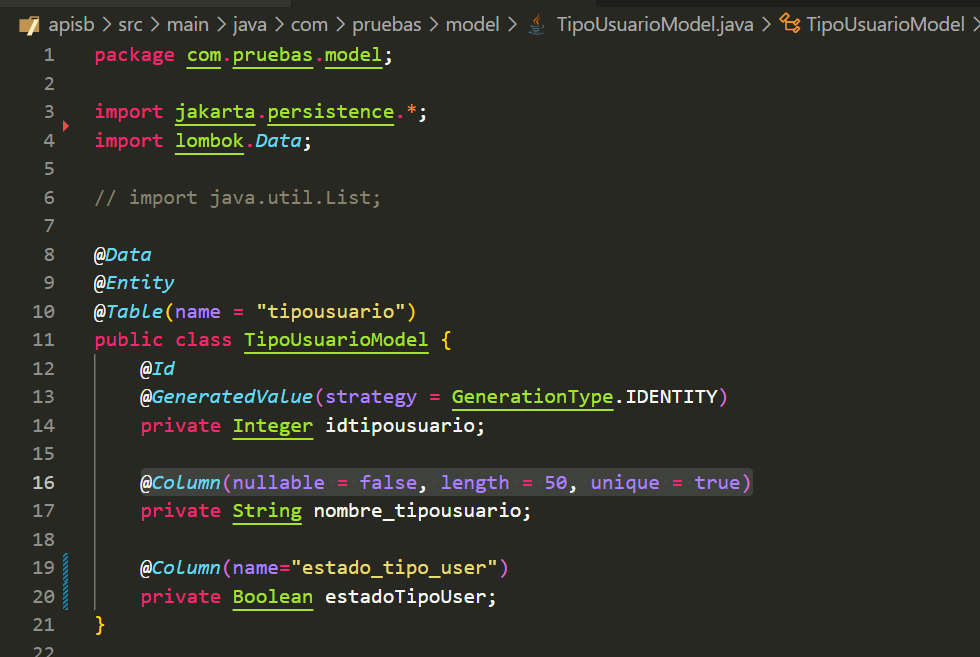 apisb > src > main > java > com > pruebas > model > TipoUsuarioModel.java > TipoUsuarioModel >
1 package com.pruebas.model;
2
3 import jakarta.persistence.*;
4 import lombok.Data;
5
6 // import java.util.List;
7
8 @Data
9 @Entity
10 @Table(name = "tipousuario")
11 public class TipoUsuarioModel {
12 @Id
13 @GeneratedValue(strategy = GenerationType.IDENTITY)
14 private Integer idtipousuario;
15
16 @Column(nullable = false, length = 50, unique = true)
17 private String nombre_tipousuario;
18
19 @Column(name="estado_tipo_user")
20 private Boolean estadoTipoUser;
21 }
22